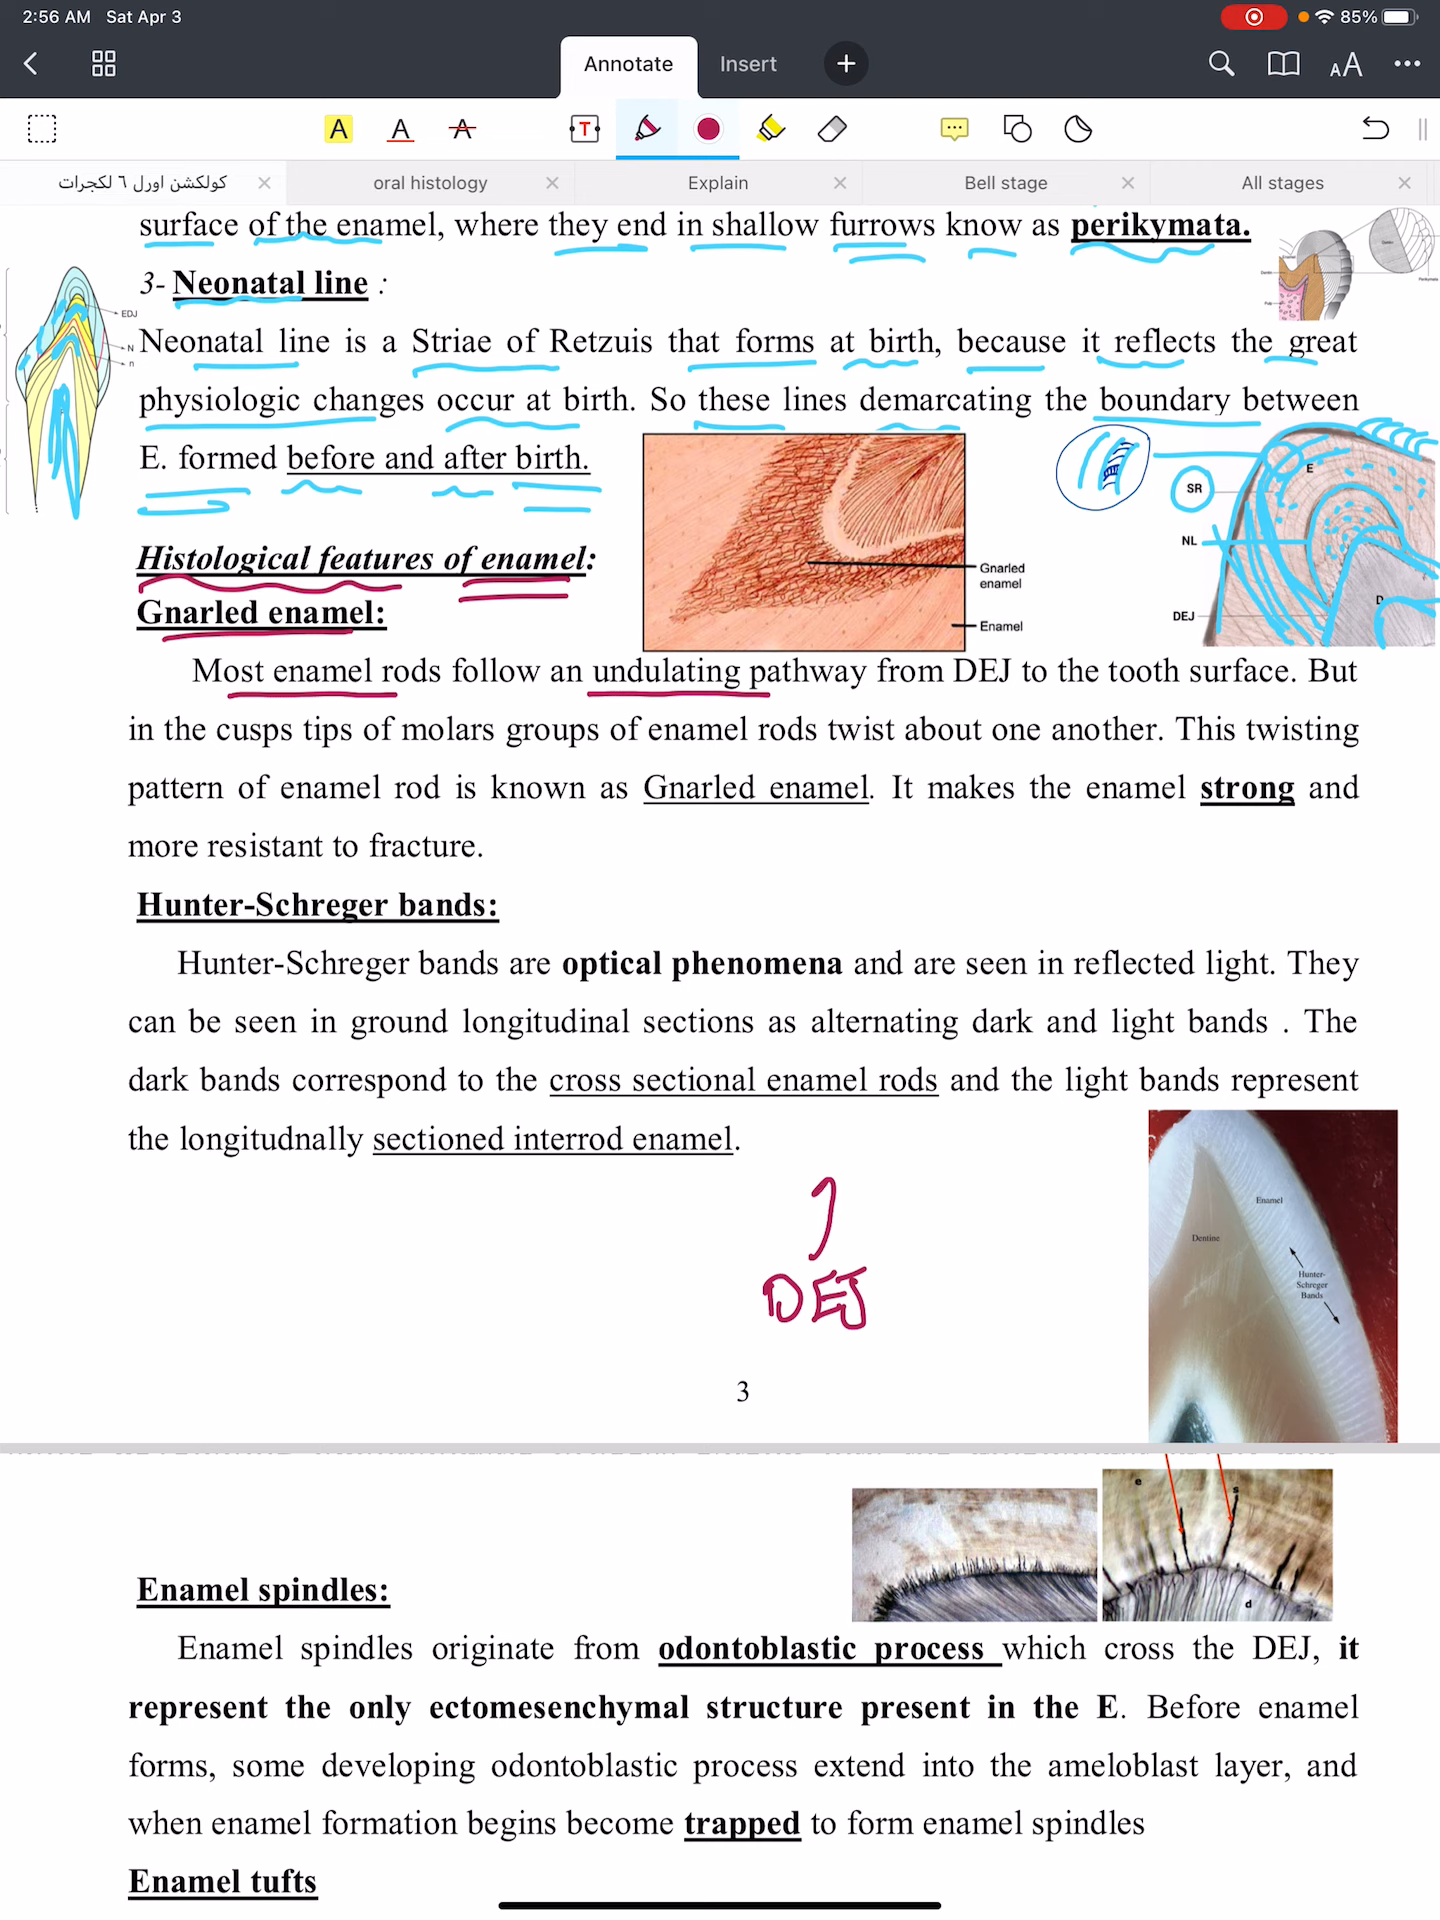 2:56 AM Sat Apr 3
85%
Annotate
Insert
كولكشن اورل ٦ لكجرات
oral histology
Explain
Bell stage
All stages
surface of the enamel, where they end in shallow furrows know as perikymata.
3- Neonatal line :
EDJ
N
n
Neonatal line is a Striae of Retzuis that forms at birth, because it reflects the great
physiologic changes occur at birth. So these lines demarcating the boundary between
E. formed before and after birth.
Gnarled
enamel
Enamel
SR
NL
DEJ
E
D
Histological features of enamel:
Gnarled enamel:
Most enamel rods follow an undulating pathway from DEJ to the tooth surface. But
in the cusps tips of molars groups of enamel rods twist about one another. This twisting
pattern of enamel rod is known as Gnarled enamel. It makes the enamel strong and
more resistant to fracture.
Hunter-Schreger bands:
Hunter-Schreger bands are optical phenomena and are seen in reflected light. They
can be seen in ground longitudinal sections as alternating dark and light bands . The
dark bands correspond to the cross sectional enamel rods and the light bands represent
the longitudnally sectioned interrod enamel.
Enamel
Dentine
Hunter-
Schreger
Bands
DEJ
3
e
s
d
Enamel spindles:
Enamel spindles originate from odontoblastic process which cross the DEJ, it
represent the only ectomesenchymal structure present in the E. Before enamel
forms, some developing odontoblastic process extend into the ameloblast layer, and
when enamel formation begins become trapped to form enamel spindles
Enamel tufts